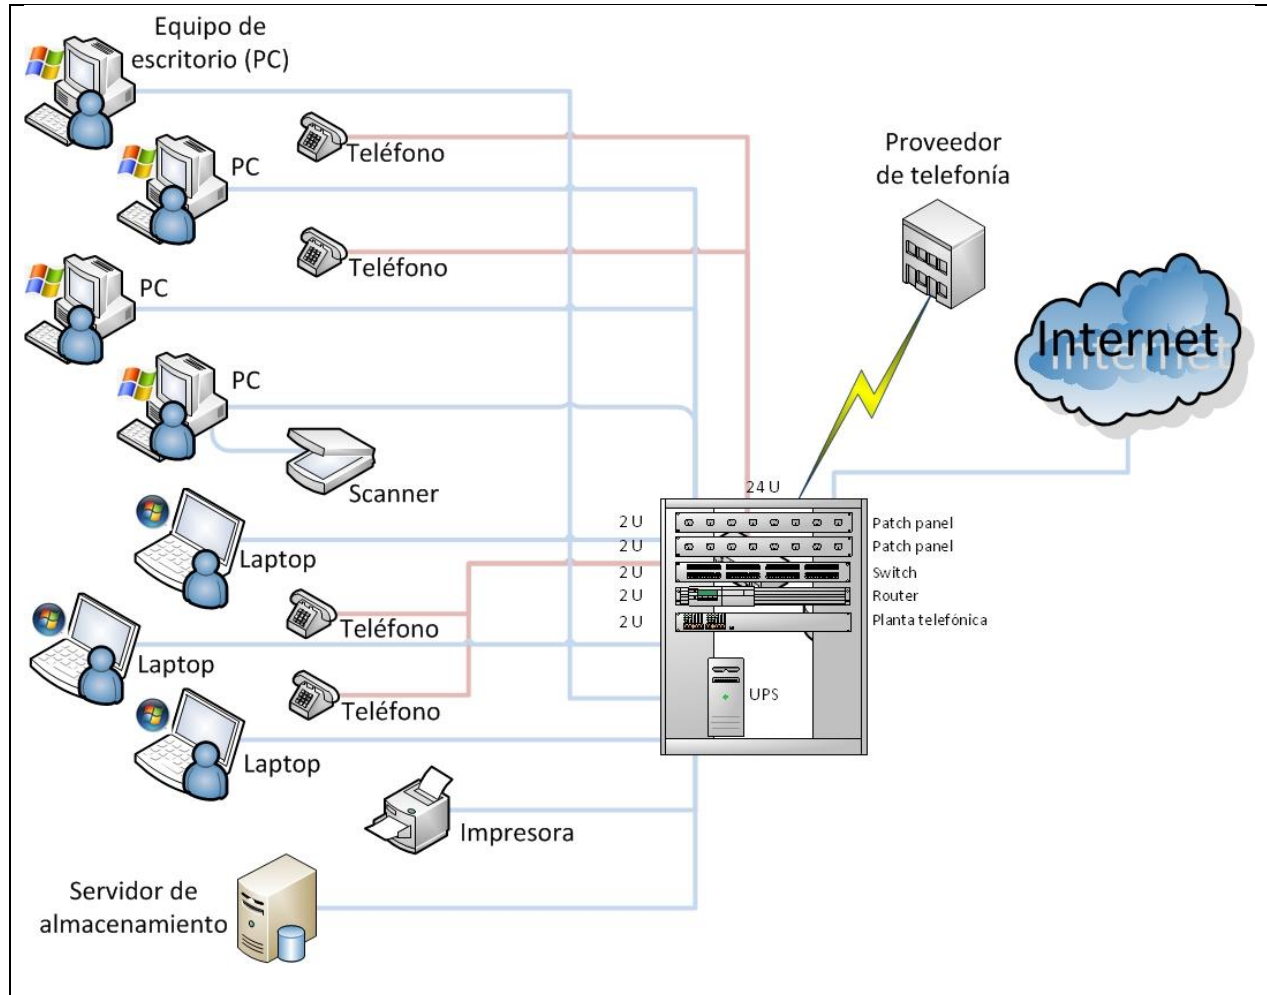 Equipo de
escritorio (PC)
Teléfono
PC
Teléfono
PC
PC
Scanner
Laptop
Teléfono
Laptop
Teléfono
Laptop
Impresora
Servidor de
almacenamiento
Proveedor
de telefonía
Internet
24 U
2 U Patch panel
2 U Patch panel
2 U Switch
2 U Router
2 U Planta telefónica
UPS